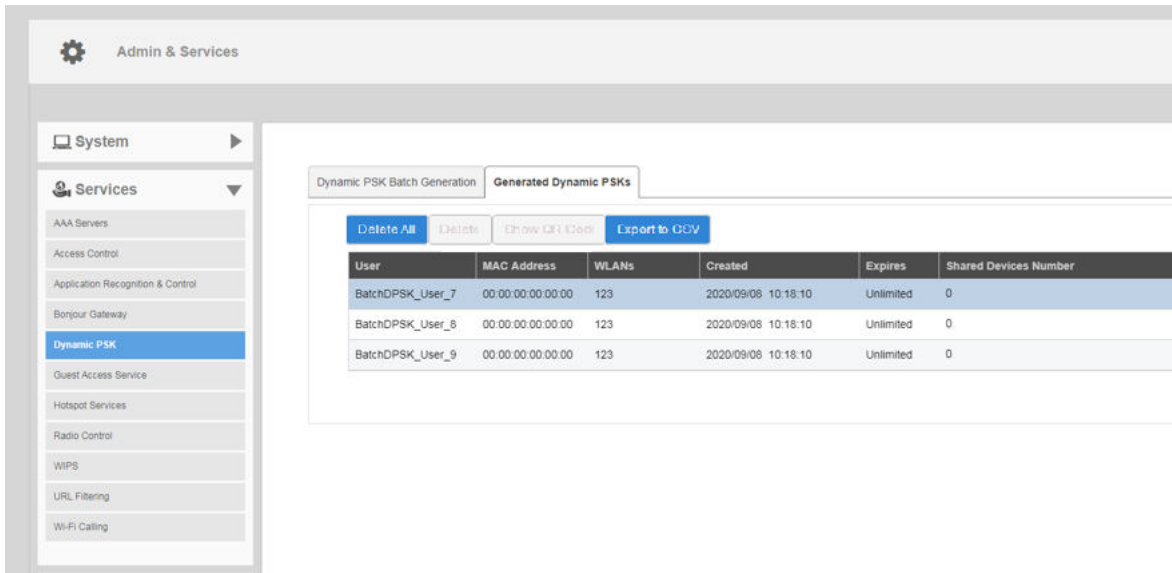 Admin & Services
System
Services
AAA Servers
Access Control
Application Recognition & Control
Bonjour Gateway
Dynamic PSK
Guest Access Service
Hotspot Services
Radio Control
WIPS
URL Filtering
Wi-Fi Calling
Dynamic PSK Batch Generation Generated Dynamic PSKs
Delete All Delete Show QR Code Export to CSV
User MAC Address WLANs Created Expires Shared Devices Number
BatchDPSK_User_7 00:00:00:00:00:00 123 2020/09/08 10:18:10 Unlimited 0
BatchDPSK_User_8 00:00:00:00:00:00 123 2020/09/08 10:18:10 Unlimited 0
BatchDPSK_User_9 00:00:00:00:00:00 123 2020/09/08 10:18:10 Unlimited 0